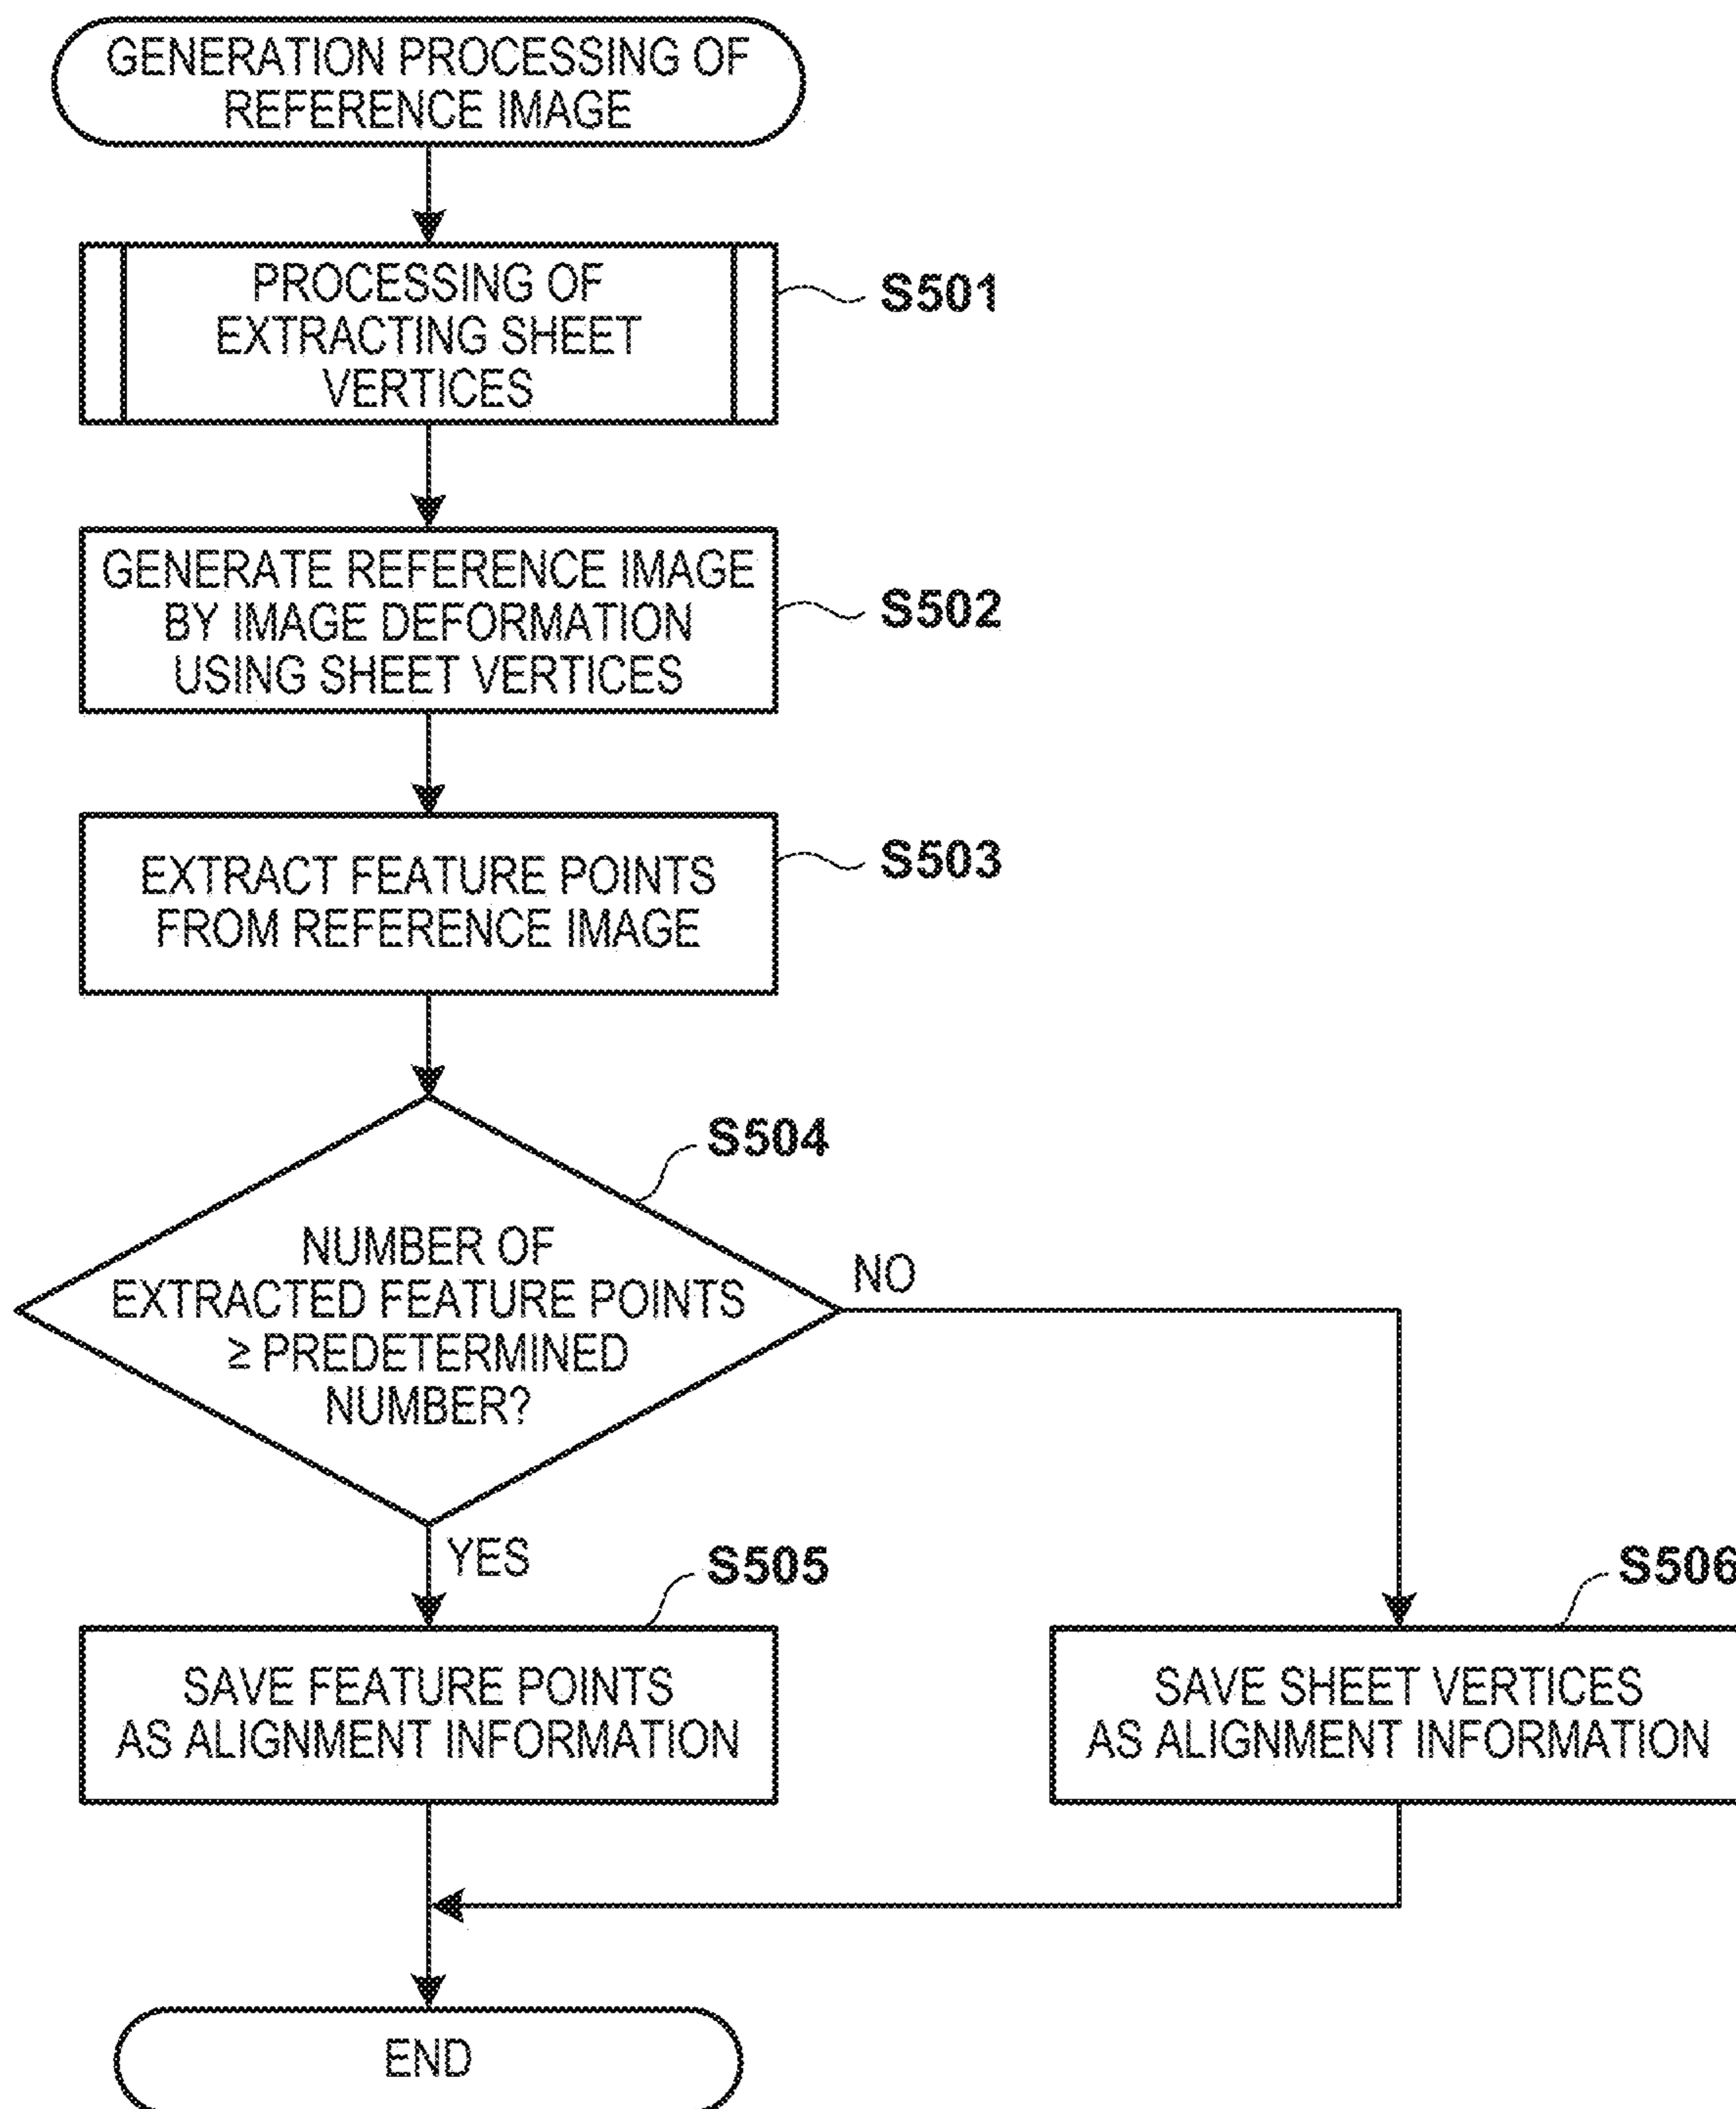 GENERATION PROCESSING OF
REFERENCE IMAGE
PROCESSING OF
EXTRACTING SHEET
VERTICES
S501
GENERATE REFERENCE IMAGE
BY IMAGE DEFORMATION
USING SHEET VERTICES
S502
EXTRACT FEATURE POINTS
FROM REFERENCE IMAGE
S503
S504
NUMBER OF
EXTRACTED FEATURE POINTS
≥ PREDETERMINED
NUMBER?
NO
YES
S505
SAVE FEATURE POINTS
AS ALIGNMENT INFORMATION
S506
SAVE SHEET VERTICES
AS ALIGNMENT INFORMATION
END